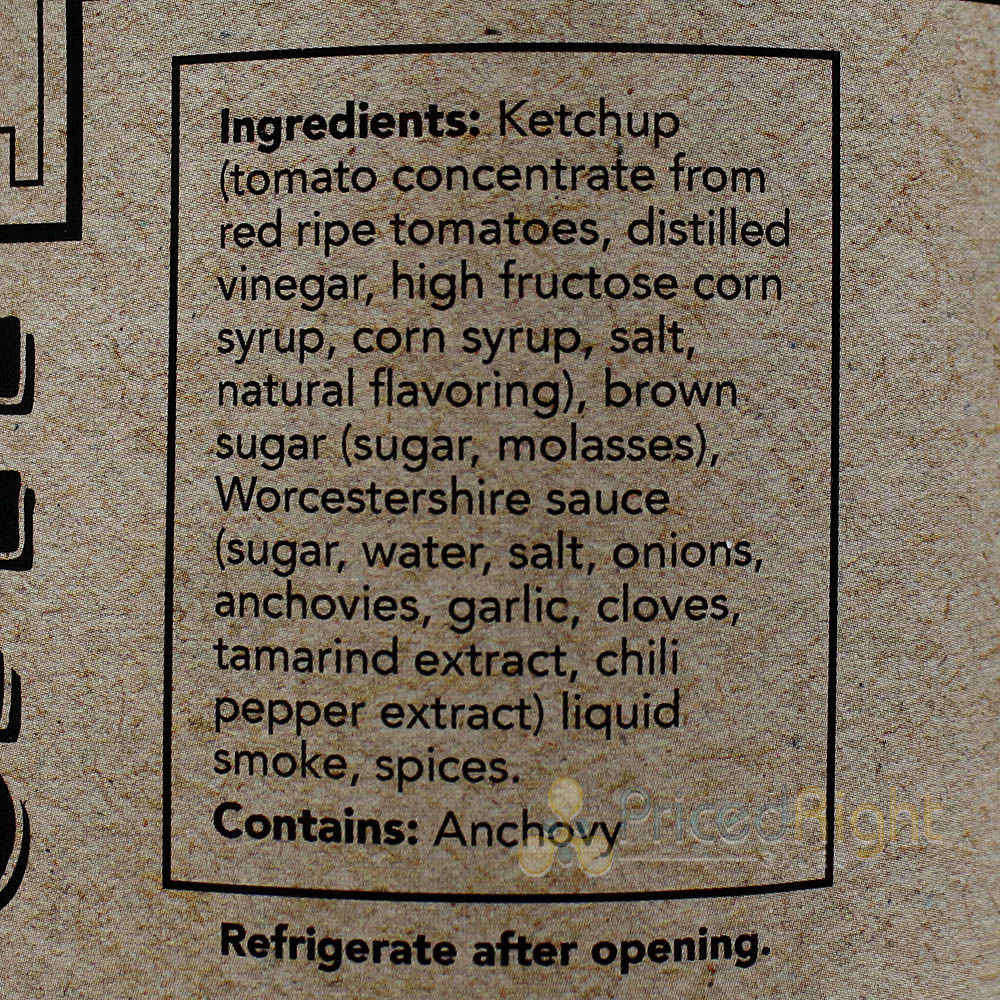 Ingredients: Ketchup
(tomato concentrate from
red ripe tomatoes, distilled
vinegar, high fructose corn
syrup, corn syrup, salt,
natural flavoring), brown
sugar (sugar, molasses),
Worcestershire sauce
(sugar, water, salt, onions,
anchovies, garlic, cloves,
tamarind extract, chili
pepper extract) liquid
smoke, spices.
Contains: Anchovy
PricedRight
Refrigerate after opening.